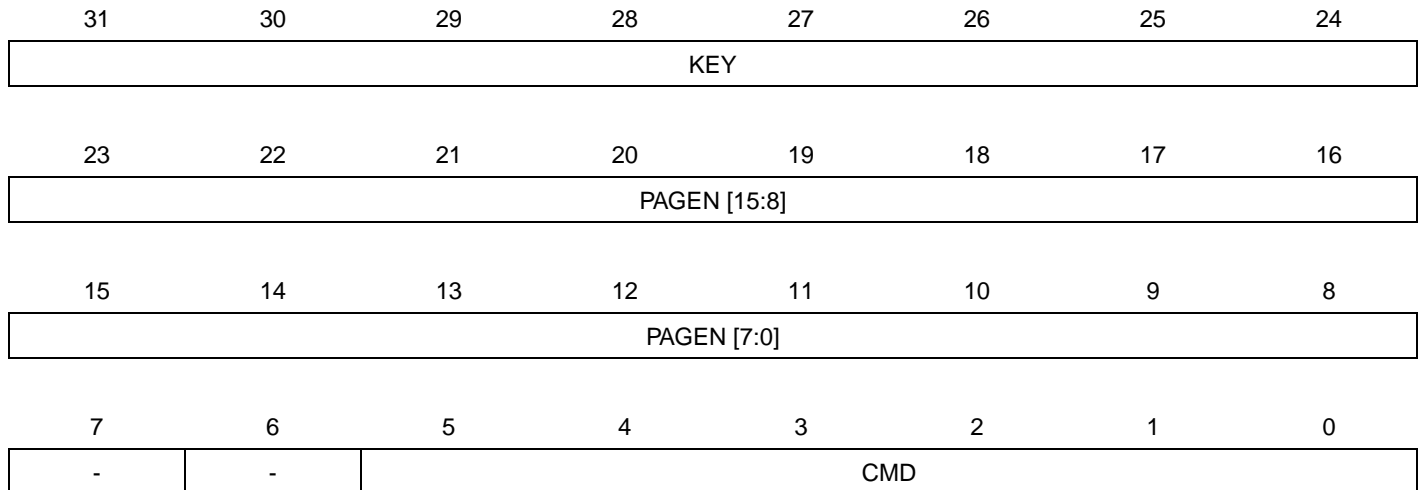 31 30 29 28 27 26 25 24
KEY
23 22 21 20 19 18 17 16
PAGEN [15:8]
15 14 13 12 11 10 9 8
PAGEN [7:0]
7 6 5 4 3 2 1 0
- - CMD